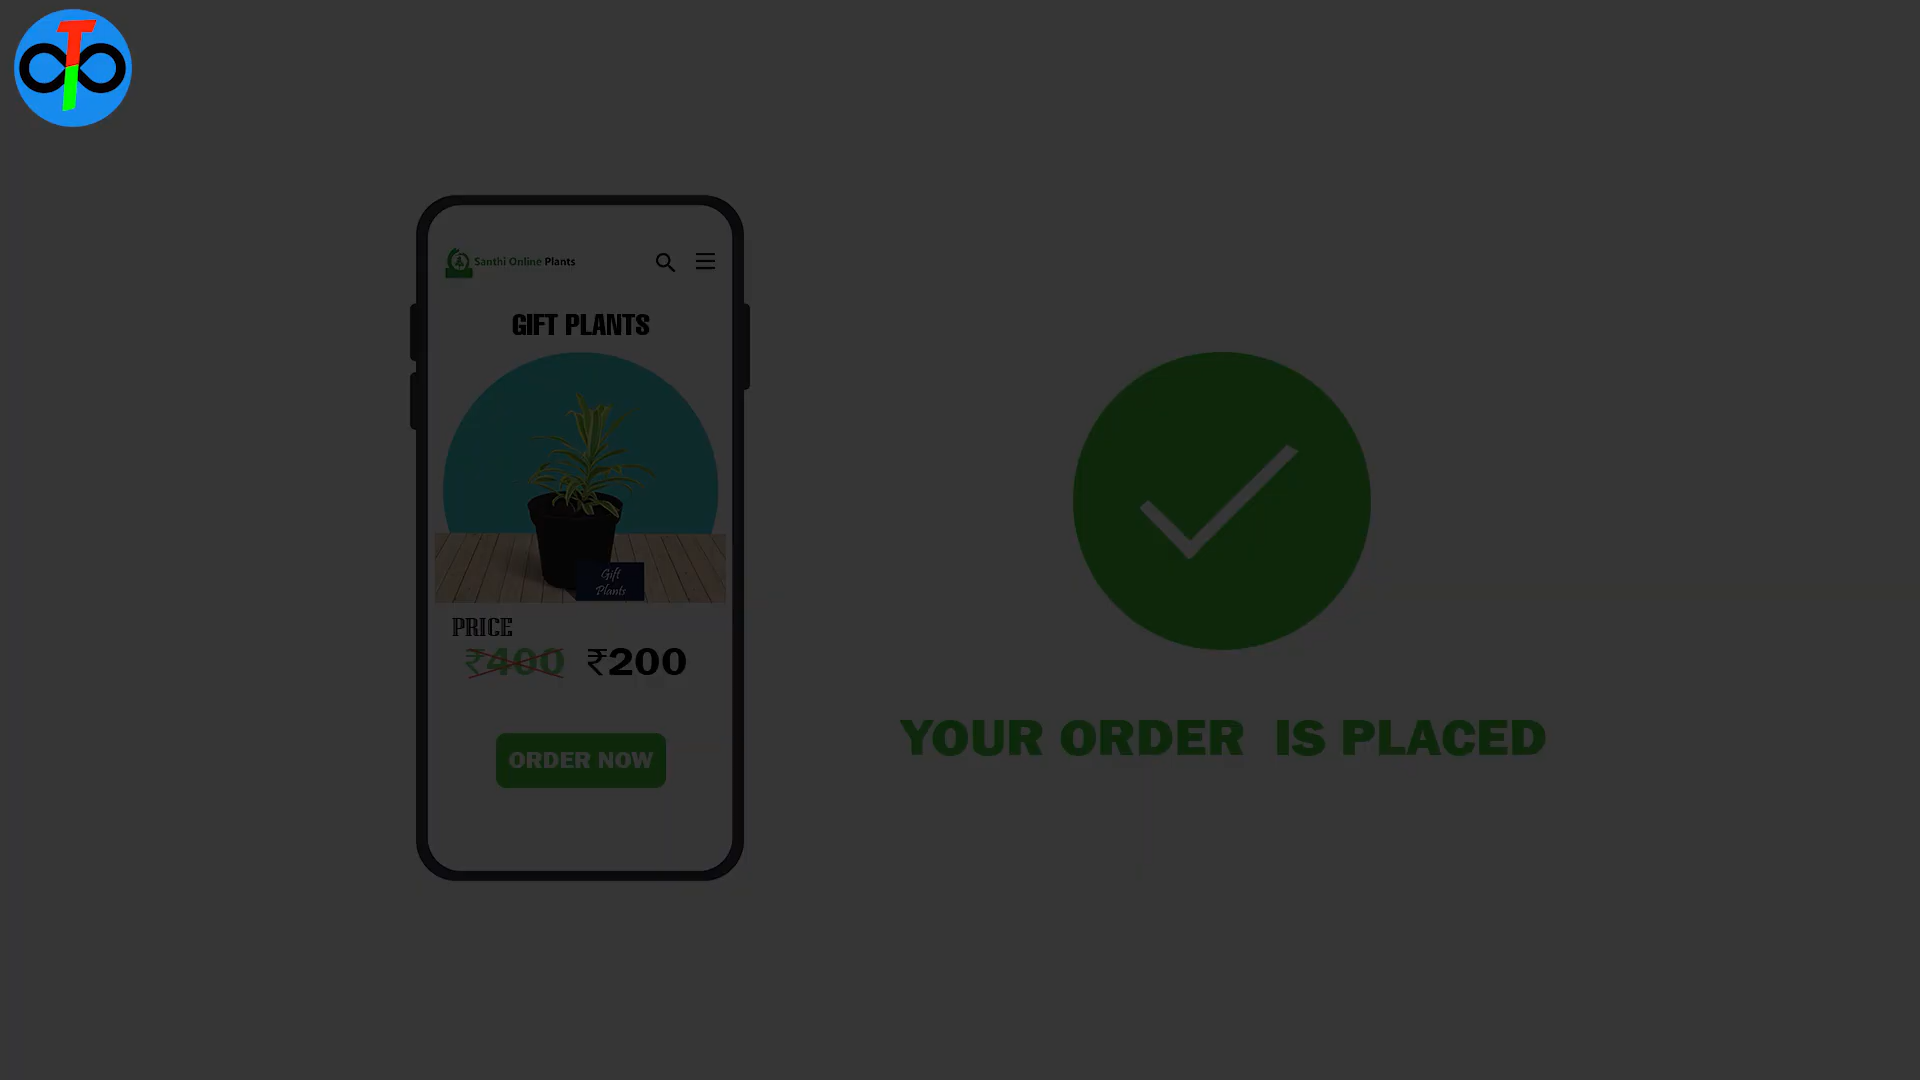 Santhi Online Plants
GIFT PLANTS
Gift
Plants
PRICE
₹400 ₹200
ORDER NOW
YOUR ORDER IS PLACED